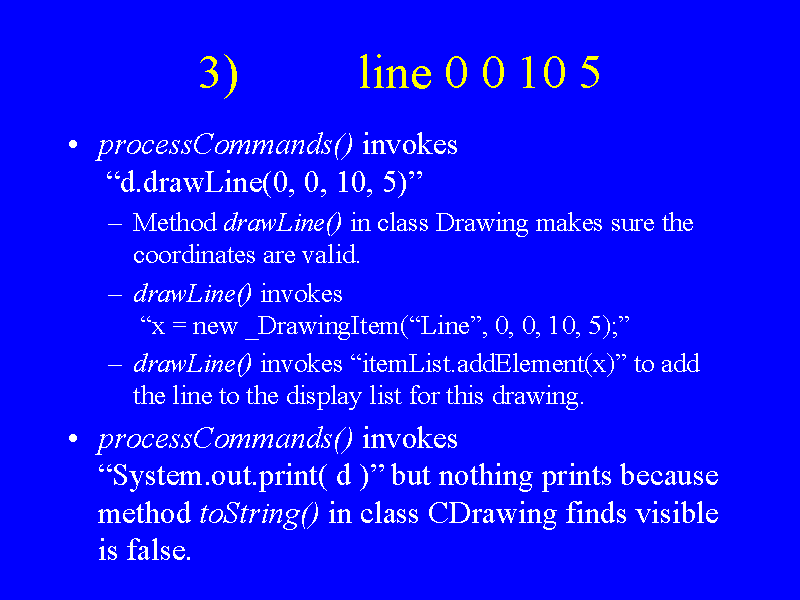 3) line 0 0 10 5
• processCommands() invokes
“d.drawLine(0, 0, 10, 5)”
– Method drawLine() in class Drawing makes sure the
coordinates are valid.
– drawLine() invokes
“x = new _DrawingItem(“Line”, 0, 0, 10, 5);”
– drawLine() invokes “itemList.addElement(x)” to add
the line to the display list for this drawing.
• processCommands() invokes
“System.out.print( d )” but nothing prints because
method toString() in class CDrawing finds visible
is false.